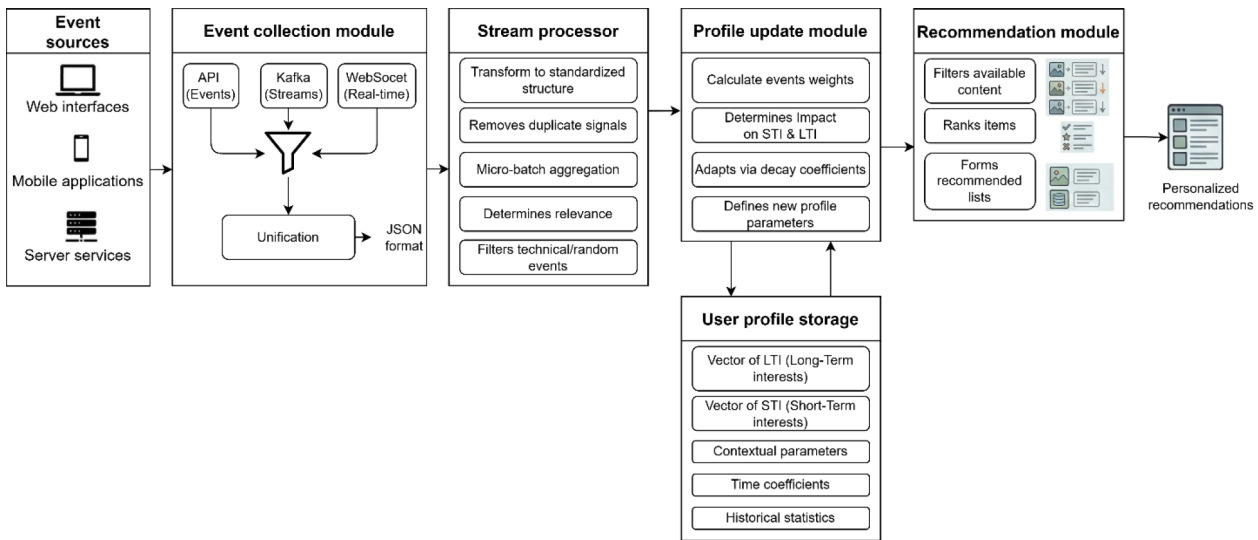 Event
sources
Web interfaces
Mobile applications
Server services
Event collection module
API
(Events)
Kafka
(Streams)
WebSocet
(Real-time)
Unification
JSON
format
Stream processor
Transform to standardized
structure
Removes duplicate signals
Micro-batch aggregation
Determines relevance
Filters technical/random
events
Profile update module
Calculate events weights
Determines Impact
on STI & LTI
Adapts via decay coefficients
Defines new profile
parameters
User profile storage
Vector of LTI (Long-Term
interests)
Vector of STI (Short-Term
interests)
Contextual parameters
Time coefficients
Historical statistics
Recommendation module
Filters available
content
Ranks items
Forms
recommended
lists
Personalized
recommendations